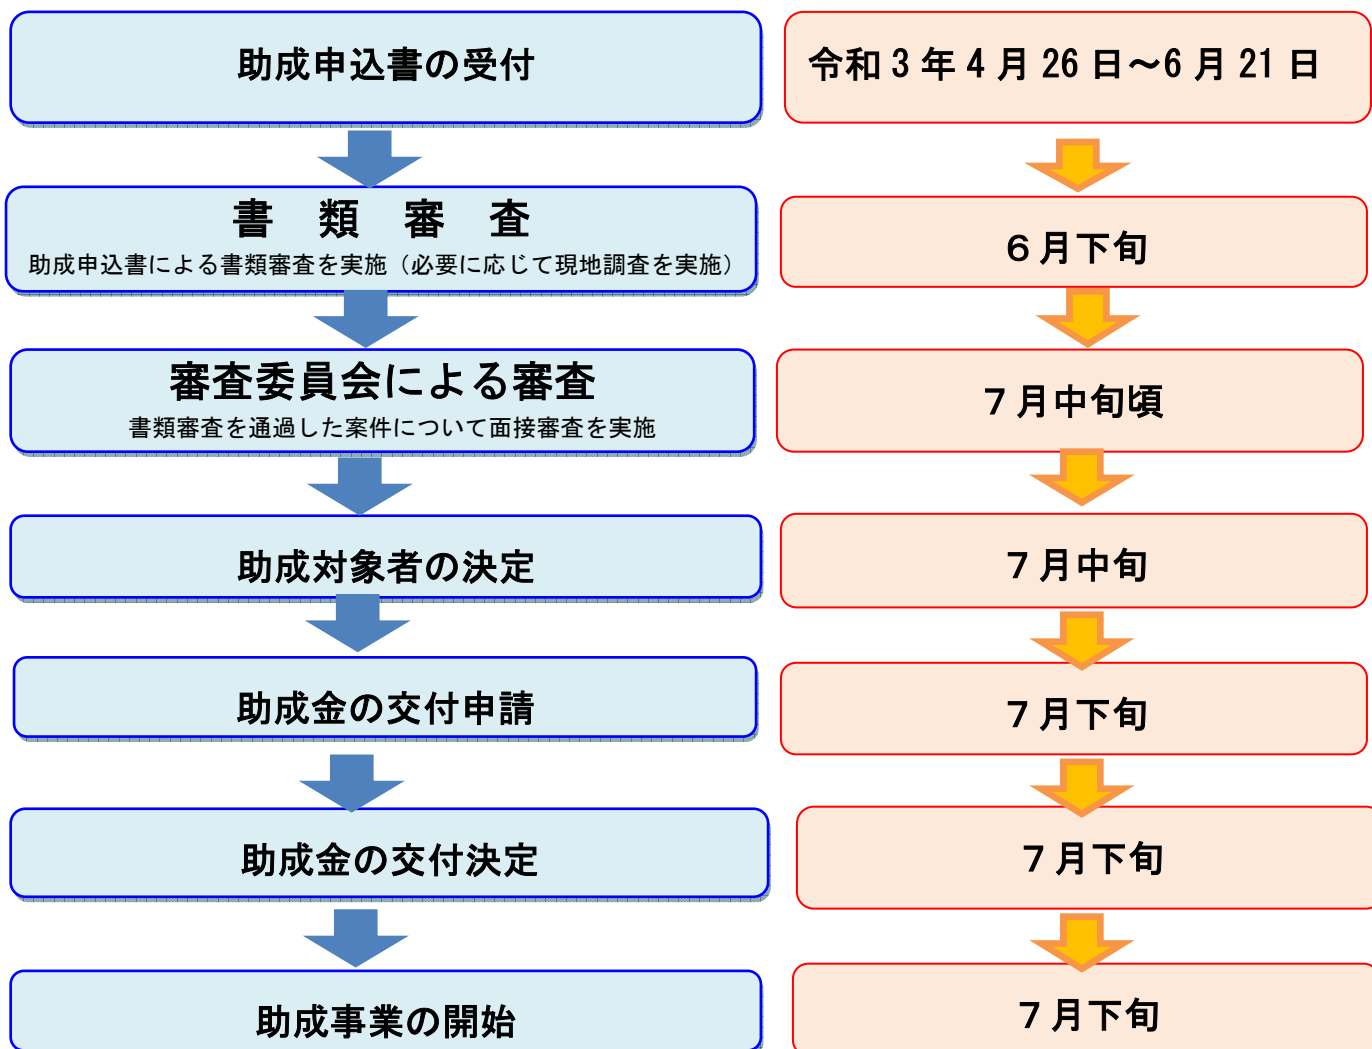 助成申込書の受付
令和３年４月26日～6月21日
書　類　審　査
助成申込書による書類審査を実施（必要に応じて現地調査を実施）
６月下旬
審査委員会による審査
書類審査を通過した案件について面接審査を実施
７月中旬頃
助成対象者の決定
７月中旬
助成金の交付申請
７月下旬
助成金の交付決定
７月下旬
助成事業の開始
７月下旬